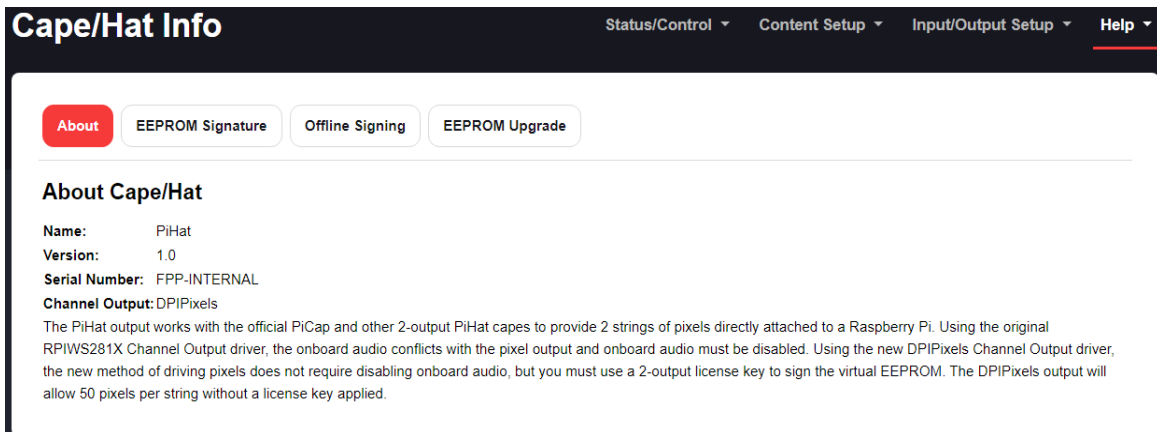 Cape/Hat Info
Status/Control Content Setup Input/Output Setup Help
About EEPROM Signature Offline Signing EEPROM Upgrade
About Cape/Hat
Name: PiHat
Version: 1.0
Serial Number: FPP-INTERNAL
Channel Output: DPIPixels
The PiHat output works with the official PiCap and other 2-output PiHat capes to provide 2 strings of pixels directly attached to a Raspberry Pi. Using the original
RPIWS281X Channel Output driver, the onboard audio conflicts with the pixel output and onboard audio must be disabled. Using the new DPIPixels Channel Output driver,
the new method of driving pixels does not require disabling onboard audio, but you must use a 2-output license key to sign the virtual EEPROM. The DPIPixels output will
allow 50 pixels per string without a license key applied.